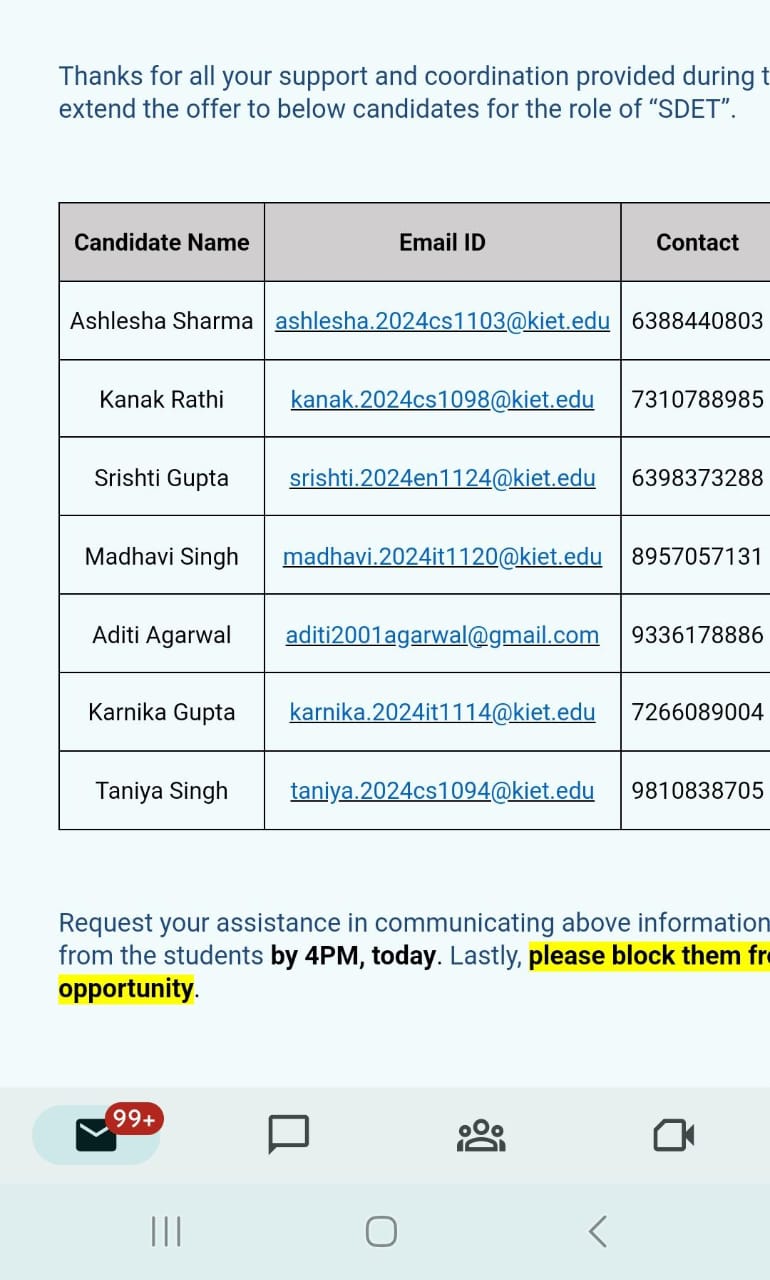 Thanks for all your support and coordination provided during t
extend the offer to below candidates for the role of “SDET”.
Candidate Name Email ID Contact
Ashlesha Sharma ashlesha.2024cs1103@kiet.edu 6388440803
Kanak Rathi kanak.2024cs1098@kiet.edu 7310788985
Srishti Gupta srishti.2024en1124@kiet.edu 6398373288
Madhavi Singh madhavi.2024it1120@kiet.edu 8957057131
Aditi Agarwal aditi2001agarwal@gmail.com 9336178886
Karnika Gupta karnika.2024it1114@kiet.edu 7266089004
Taniya Singh taniya.2024cs1094@kiet.edu 9810838705
Request your assistance in communicating above information
from the students by 4PM, today. Lastly, please block them fr
opportunity.
99+